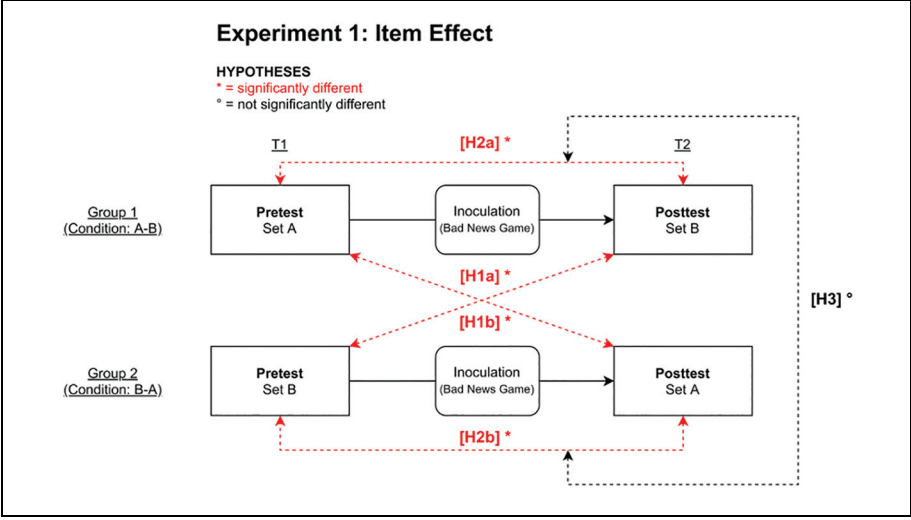 Experiment 1: Item Effect
HYPOTHESES
* = significantly different
° = not significantly different
T1
[H2a] *
T2
Group 1
(Condition: A-B)
Pretest
Set A
Inoculation
(Bad News Game)
Posttest
Set B
[H1a] *
[H1b] *
[H3] °
Group 2
(Condition: B-A)
Pretest
Set B
Inoculation
(Bad News Game)
Posttest
Set A
[H2b] *